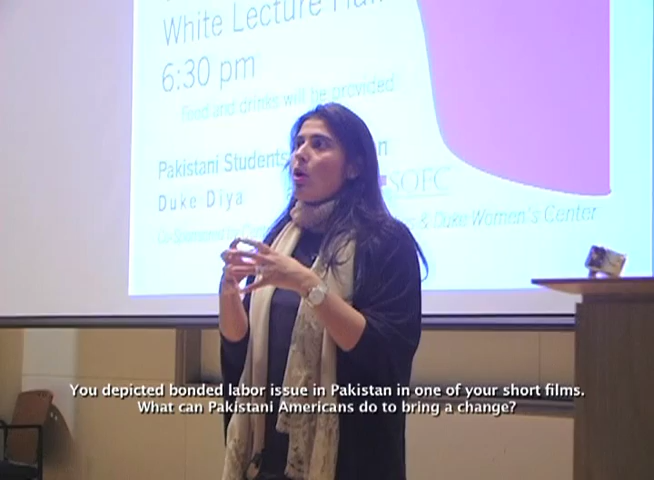 White Lecture Hall
6:30 pm
food and drinks will be provided
Pakistani Students
Duke Diya
SOFC
& Duke Women's Center
You depicted bonded labor issue in Pakistan in one of your short films.
What can Pakistani Americans do to bring a change?